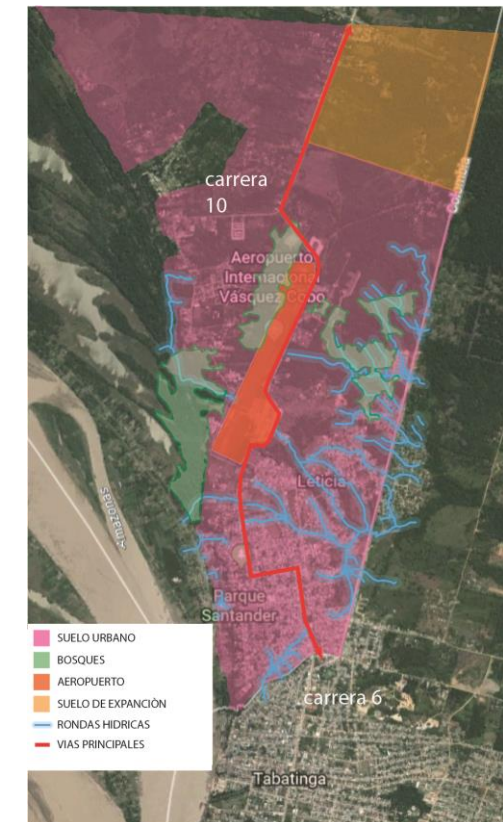 carrera
10
Aeropuerto
Internacional
Vásquez Cobo
Leticia
Amazonas
Parque
Santander
SUELO URBANO
BOSQUES
AEROPUERTO
SUELO DE EXPANCIÒN
RONDAS HIDRICAS
VIAS PRINCIPALES
carrera 6
Tabatinga